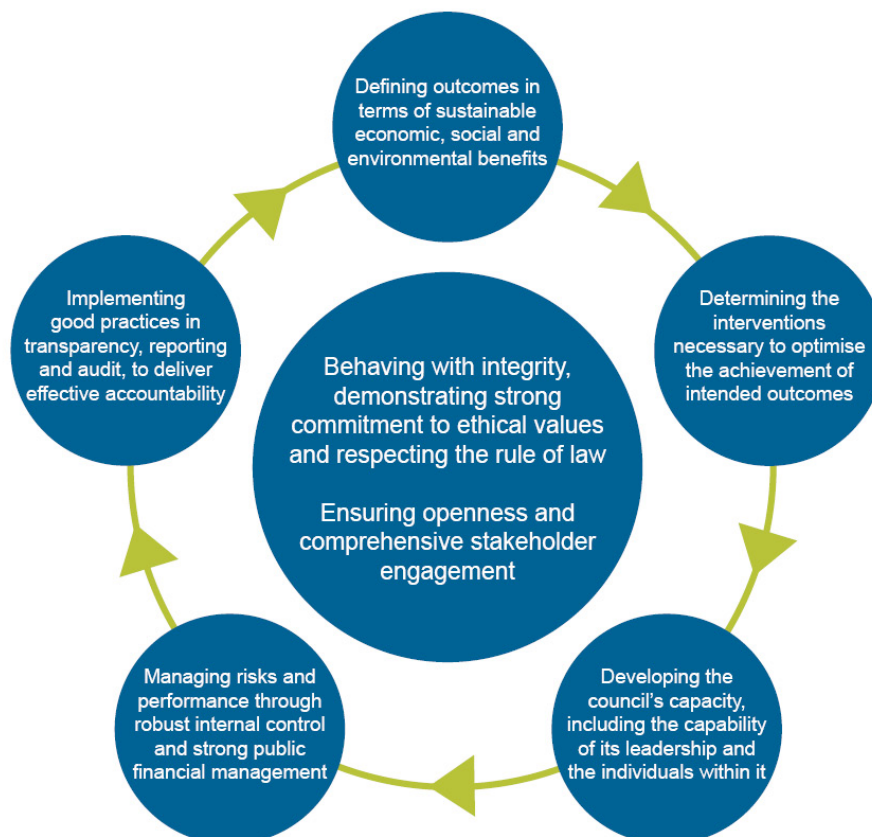 Defining outcomes in
terms of sustainable
economic, social and
environmental benefits
Determining the
interventions
necessary to optimise
the achievement of
intended outcomes
Developing the
council’s capacity,
including the capability
of its leadership and
the individuals within it
Managing risks and
performance through
robust internal control
and strong public
financial management
Implementing
good practices in
transparency, reporting
and audit, to deliver
effective accountability
Behaving with integrity,
demonstrating strong
commitment to ethical values
and respecting the rule of law
Ensuring openness and
comprehensive stakeholder
engagement